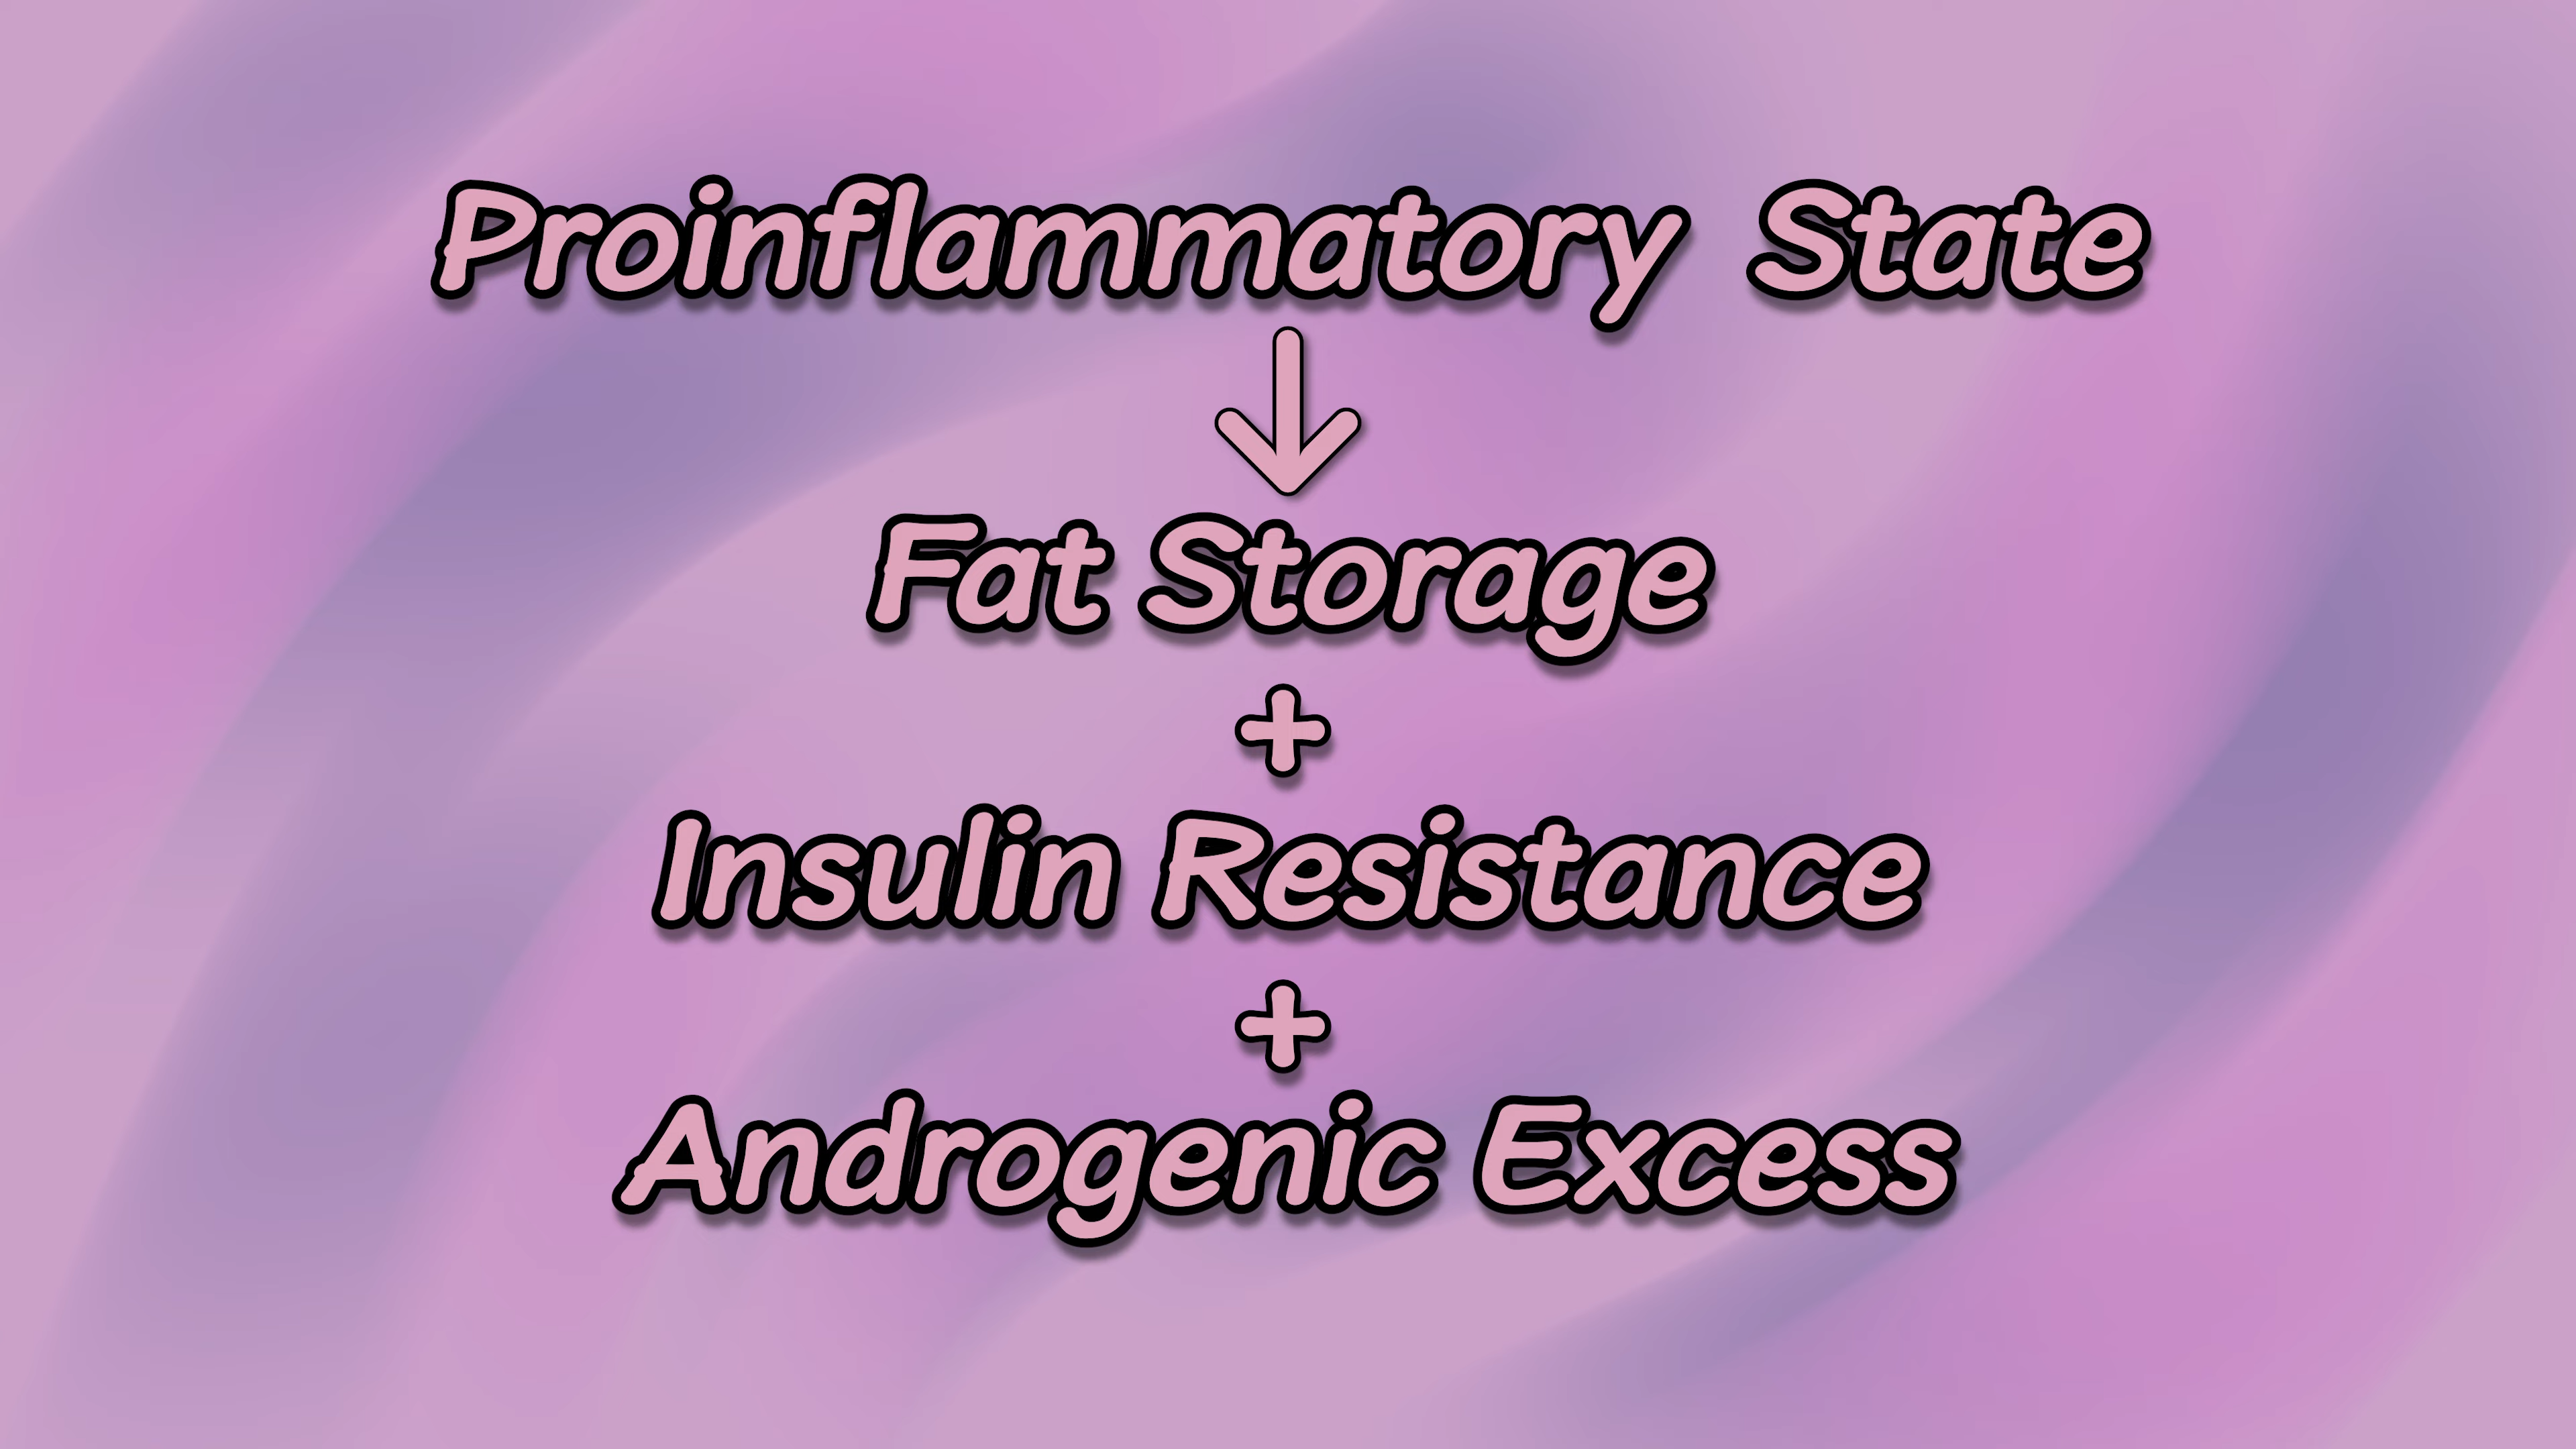 Proinflammatory State
↓
Fat Storage
+
Insulin Resistance
+
Androgenic Excess